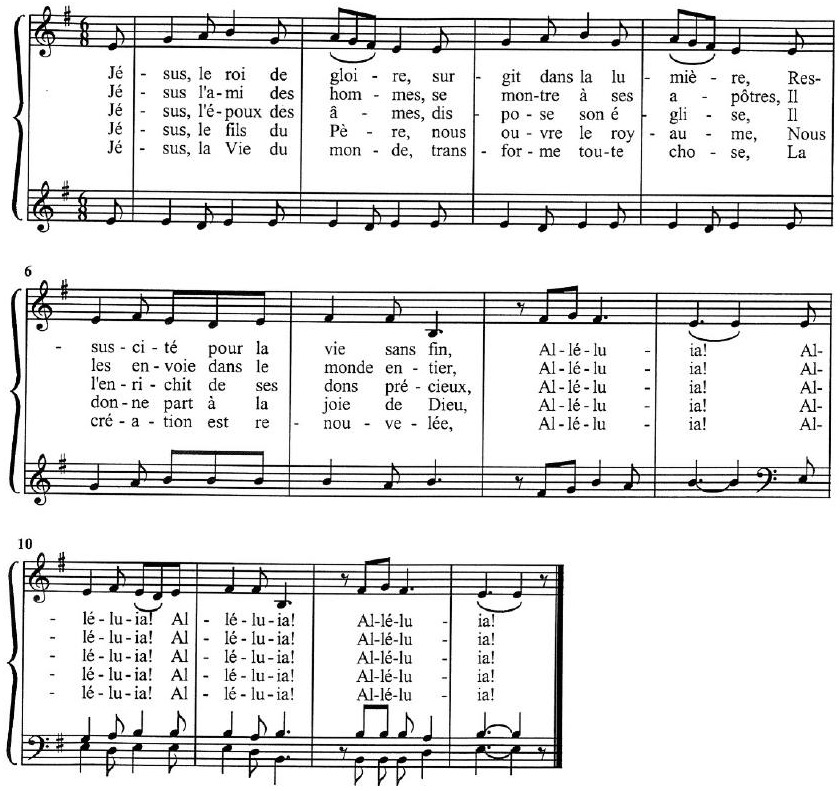 6 8
Jé - sus, le roi de gloi - re, sur - git dans la lu - miè - re, Res-
Jé - sus l'a-mi des hom - mes, se mon-tre à ses a - pôtres, Il
Jé - sus, l'é-poux des â - mes, dis - po - se son é - gli - se, Il
Jé - sus, le fils du Pè - re, nous ou - vre le roy - au - me, Nous
Jé - sus, la Vie du mon - de, trans - for - me tou-te cho - se, La
6 8
6
- sus - ci - té pour la vie sans fin, Al - lé - lu - ia! Al-
les en - voie dans le monde en - tier, Al - lé - lu - ia! Al-
l'en - ri - chit de ses dons pré - cieux, Al - lé - lu - ia! Al-
don - ne part à la joie de Dieu, Al - lé - lu - ia! Al-
cré - a - tion est re - nou - ve - lée, Al - lé - lu - ia! Al-
10
- lé - lu - ia! Al - lé - lu - ia! Al-lé-lu - ia!
- lé - lu - ia! Al - lé - lu - ia! Al-lé-lu - ia!
- lé - lu - ia! Al - lé - lu - ia! Al-lé-lu - ia!
- lé - lu - ia! Al - lé - lu - ia! Al-lé-lu - ia!
- lé - lu - ia! Al - lé - lu - ia! Al-lé-lu - ia!